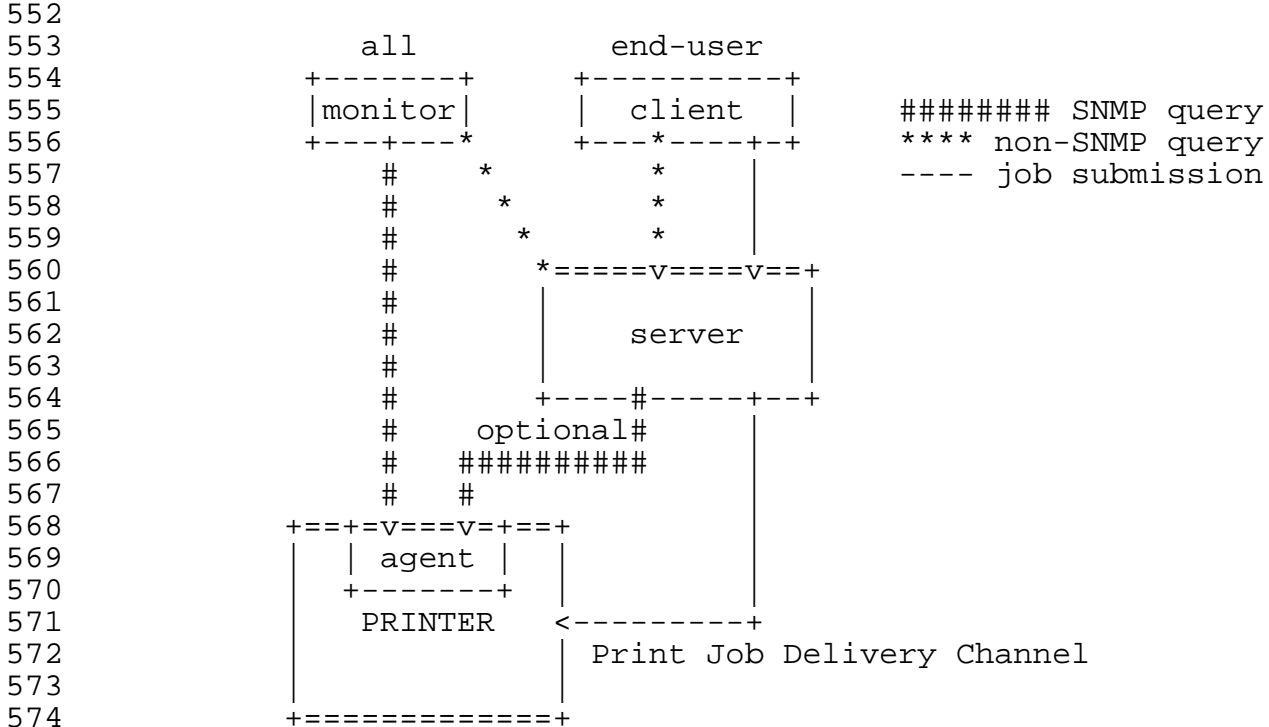 552
553                all             end-user
554             +-------+      +----------+
555             |monitor|      |  client  |     ######## SNMP query
556             +---+---*      +---*----+-+     **** non-SNMP query
557                 #    *         *    |       ---- job submission
558                 #     *        *    |
559                 #      *       *    |
560                 #       *=====v====v==+
561                 #       |             |
562                 #       |    server   |
563                 #       |             |
564                 #       +----#-----+--+
565                 #    optional#     |
566                 #   ##########     |
567                 #   #              |
568            +==+=v===v=+==+         |
569            |  | agent |  |         |
570            |  +-------+  |         |
571            |   PRINTER   <---------+
572            |             | Print Job Delivery Channel
573            |             |
574            +=============+